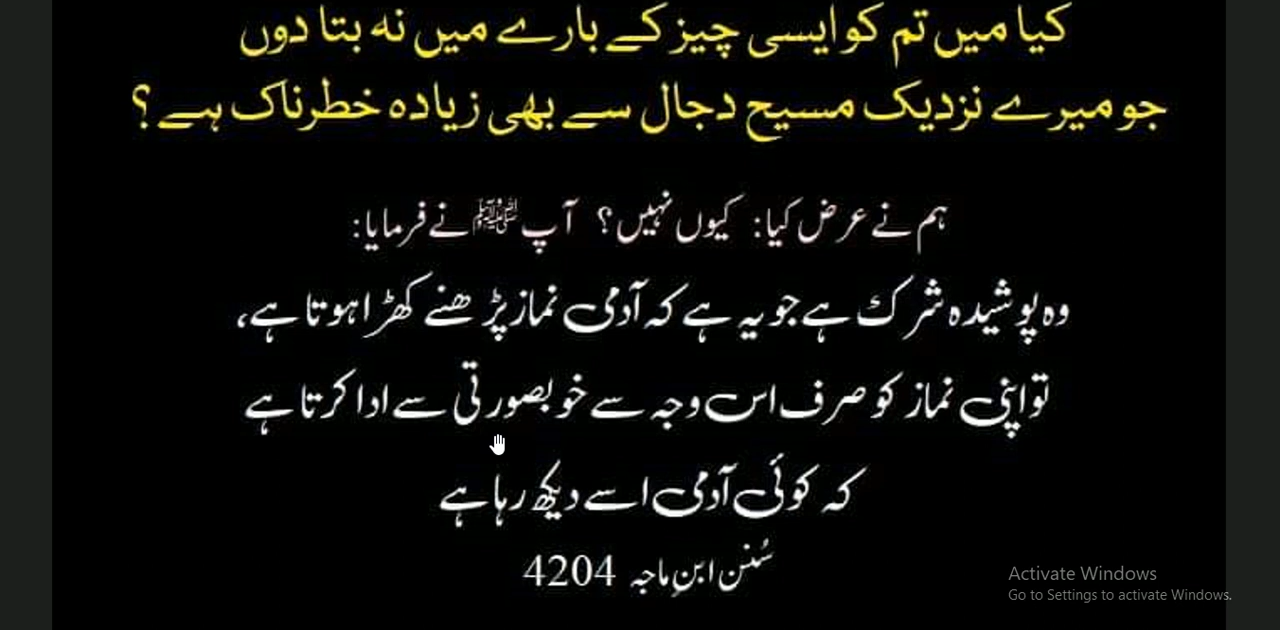 کیا میں تم کو ایسی چیز کے بارے میں نہ بتا دوں
جو میرے نزدیک مسیح دجال سے بھی زیادہ خطرناک ہے؟
ہم نے عرض کیا: کیوں نہیں؟ آپ ﷺ نے فرمایا:
وہ پوشیدہ شرک ہے جو یہ ہے کہ آدمی نماز پڑھنے کھڑا ہوتا ہے،
تو اپنی نماز کو صرف اس وجہ سے خوبصورتی سے ادا کرتا ہے
کہ کوئی آدمی اسے دیکھ رہا ہے
سُنن ابنِ ماجہ 4204
Activate Windows
Go to Settings to activate Windows.